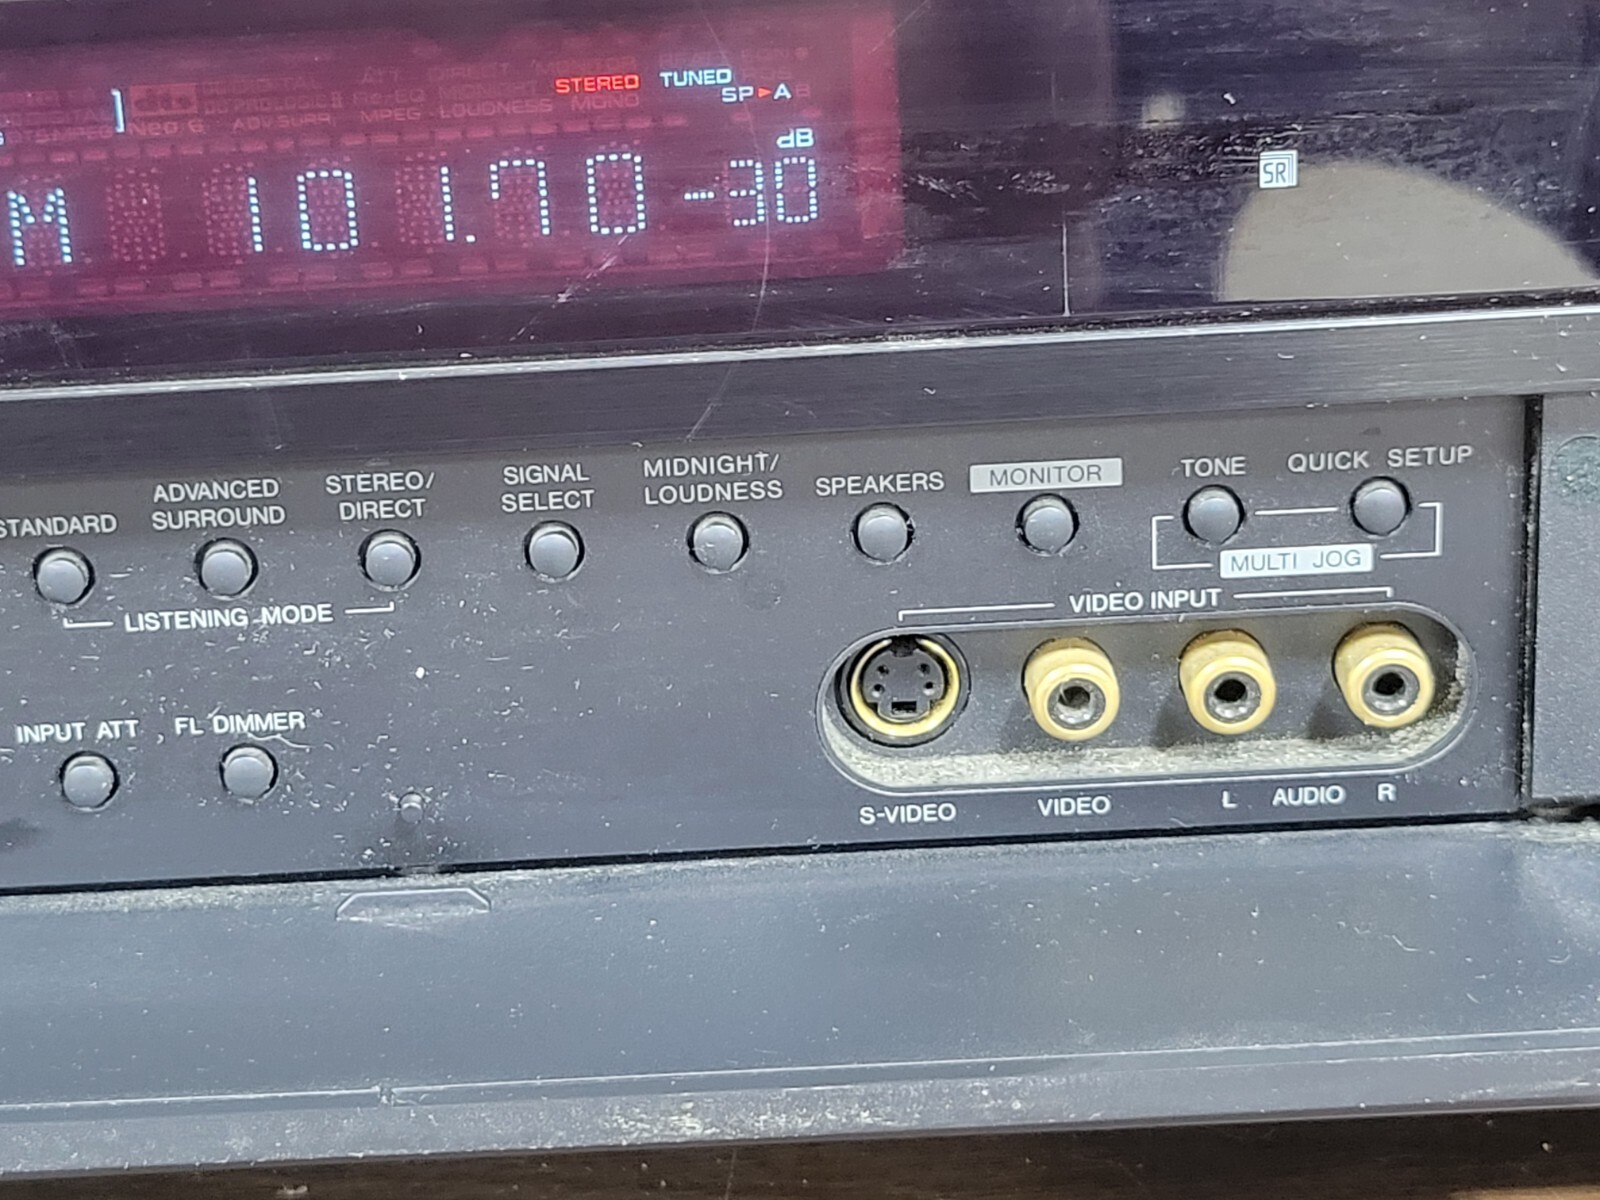 STEREO TUNED
SP▶A
dB
M 101.70 -30
SR
STANDARD
ADVANCED
SURROUND
STEREO/
DIRECT
SIGNAL
SELECT
MIDNIGHT/
LOUDNESS
SPEAKERS
MONITOR
TONE
QUICK SETUP
MULTI JOG
LISTENING MODE
VIDEO INPUT
INPUT ATT
FL DIMMER
S-VIDEO
VIDEO
L AUDIO R